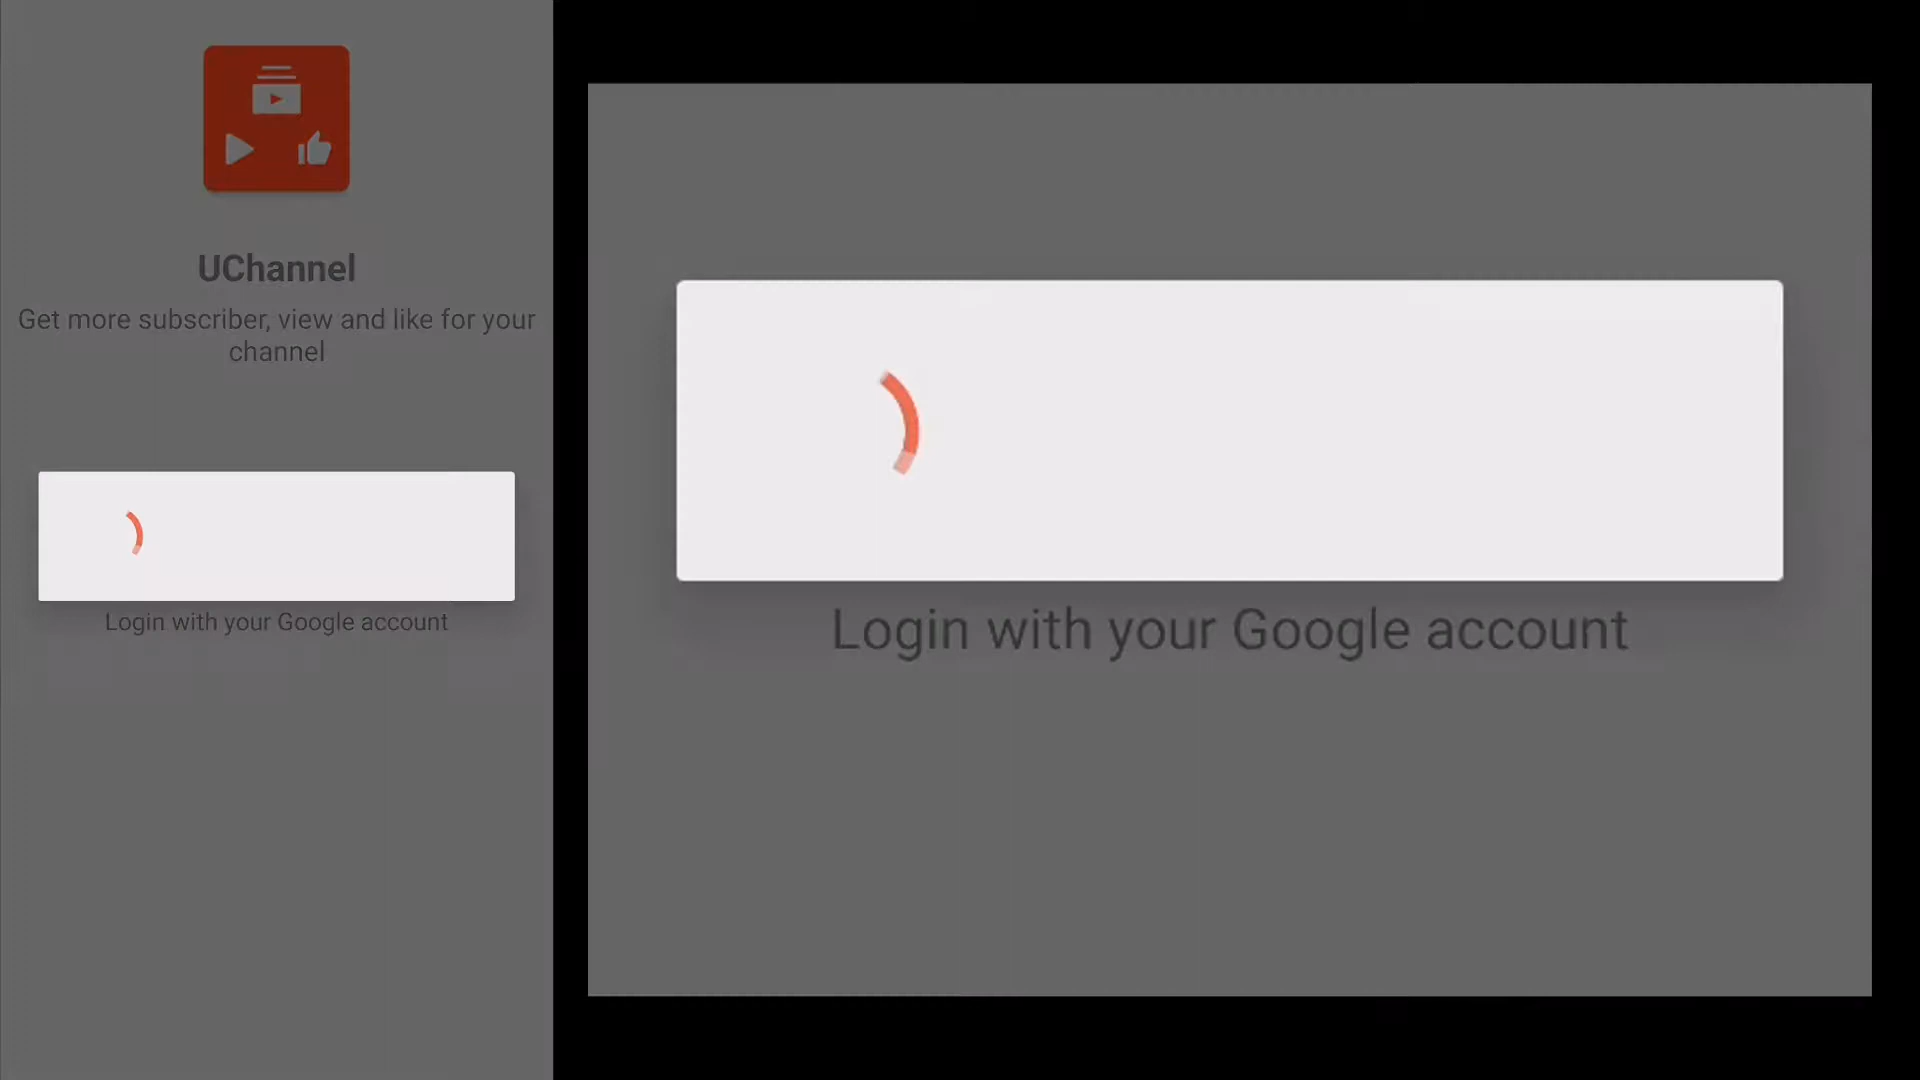 UChannel
Get more subscriber, view and like for your
channel
Login with your Google account
Login with your Google account